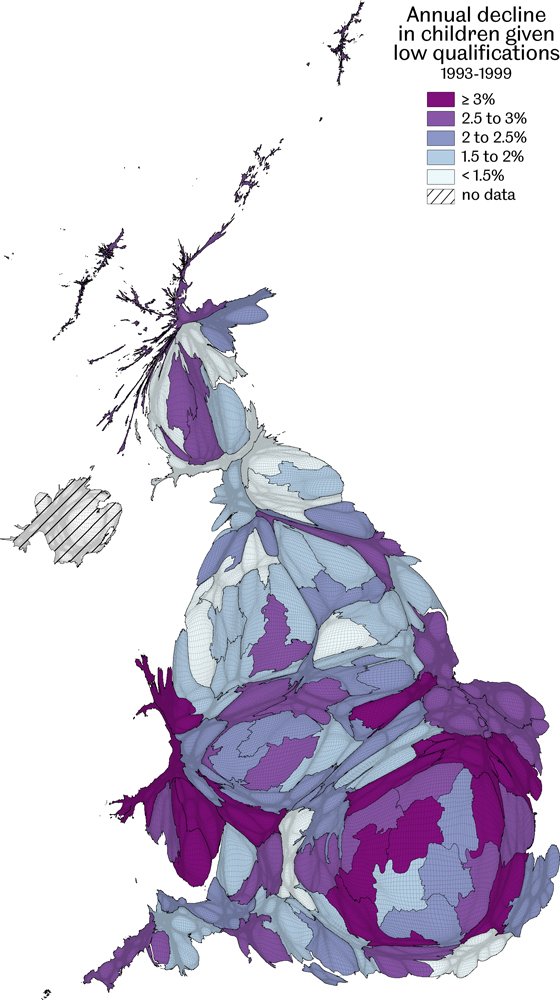 Annual decline
in children given
low qualifications
1993-1999
≥ 3%
2.5 to 3%
2 to 2.5%
1.5 to 2%
< 1.5%
no data